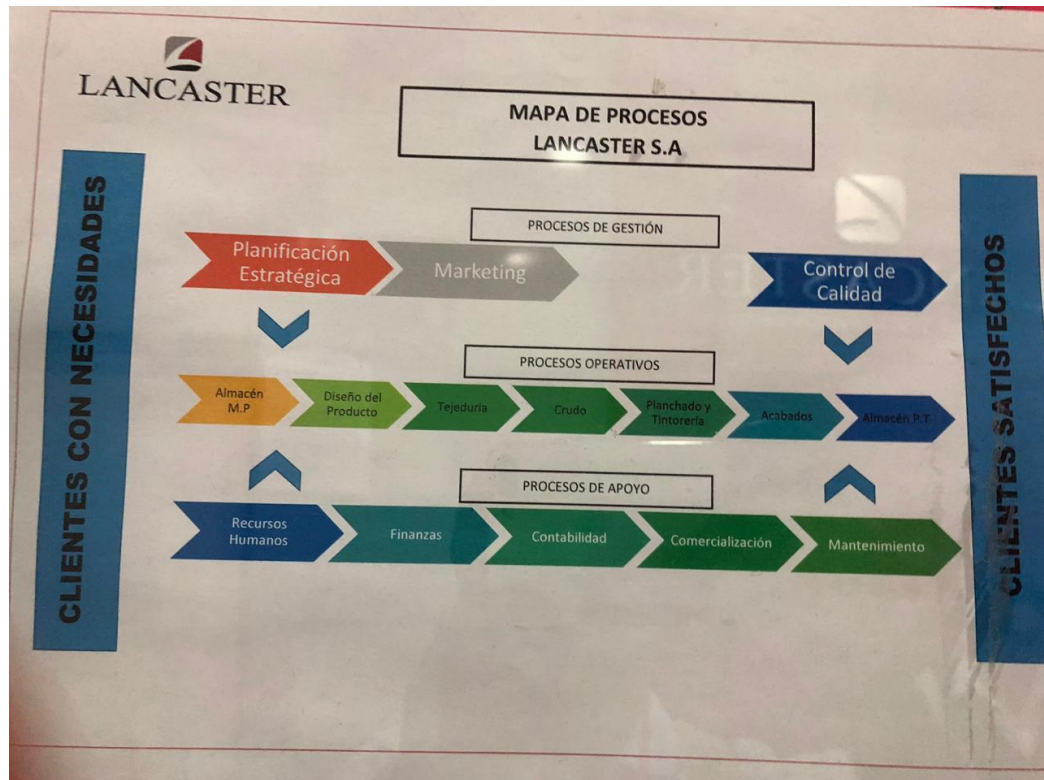 LANCASTER
MAPA DE PROCESOS
LANCASTER S.A
CLIENTES CON NECESIDADES
PROCESOS DE GESTIÓN
Planificación
Estratégica
Marketing
Control de
Calidad
PROCESOS OPERATIVOS
Almacén
M.P
Diseño del
Producto
Tejeduria
Crudo
Planchado y
Tintorería
Acabados
Almacén P.T
PROCESOS DE APOYO
Recursos
Humanos
Finanzas
Contabilidad
Comercialización
Mantenimiento
CLIENTES SATISFECHOS